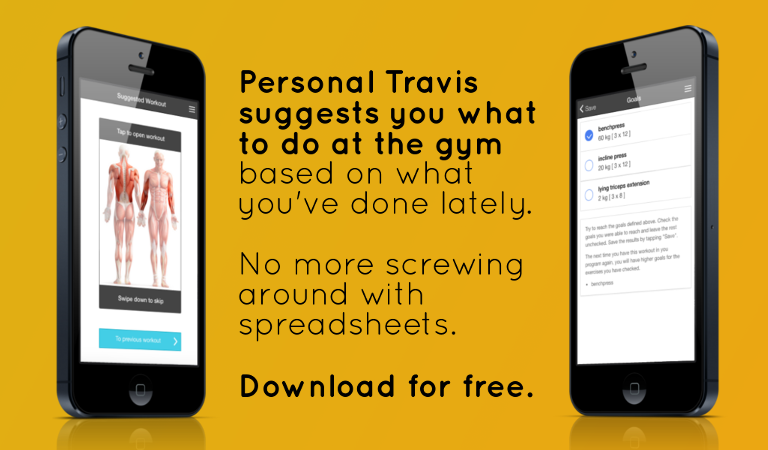 Suggested Workout
Tap to open workout
Swipe down to skip
To previous workout
Personal Travis
suggests you what
to do at the gym
based on what
you've done lately.
No more screwing
around with
spreadsheets.
Download for free.
Save
Goals
benchpress
60 kg [ 3 x 12 ]
incline press
20 kg [ 3 x 12 ]
lying triceps extension
2 kg [ 3 x 8 ]
Try to reach the goals defined above. Check the
goals you were able to reach and leave the rest
unchecked. Save the results by tapping "Save".
The next time you have this workout in you
program again, you will have higher goals for the
exercises you have checked.
• benchpress